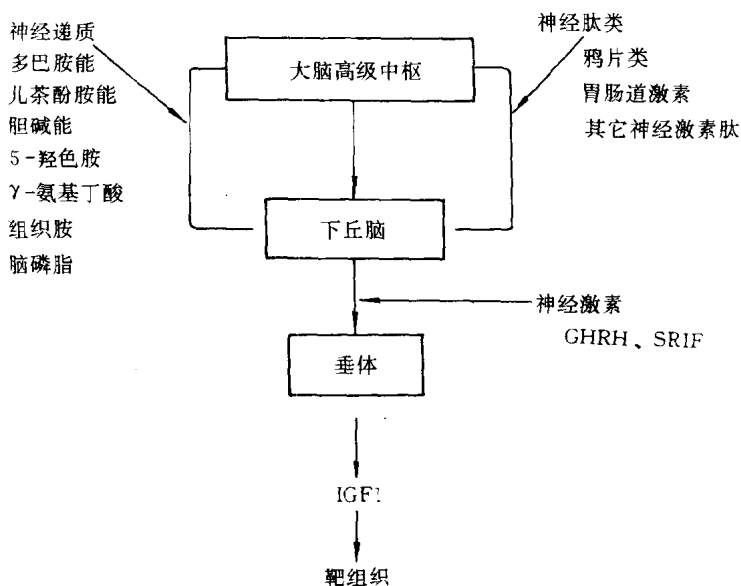 神经递质
多巴胺能
儿茶酚胺能
胆碱能
5-羟色胺
γ-氨基丁酸
组织胺
脑磷脂
大脑高级中枢
神经肽类
鸦片类
胃肠道激素
其它神经激素肽
下丘脑
神经激素
GHRH、SRIF
垂体
IGF1
靶组织